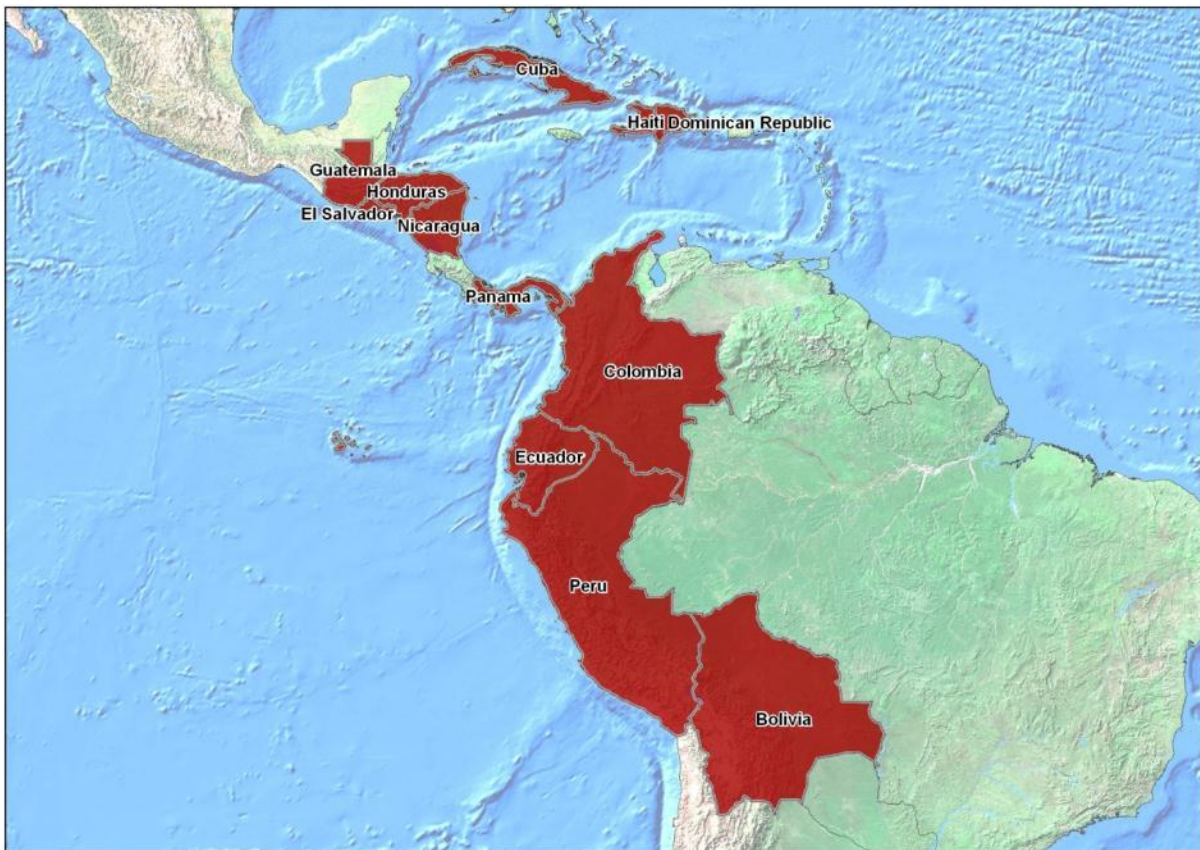 Cuba
Haiti Dominican Republic
Guatemala
Honduras
El Salvador
Nicaragua
Panama
Colombia
Ecuador
Peru
Bolivia